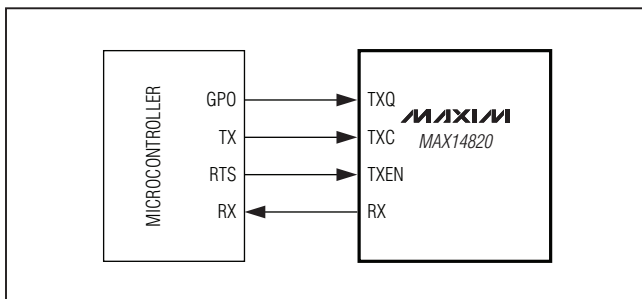 MICROCONTROLLER
GPO
TX
RTS
RX
TXQ
MAXIM
MAX14820
TXC
TXEN
RX